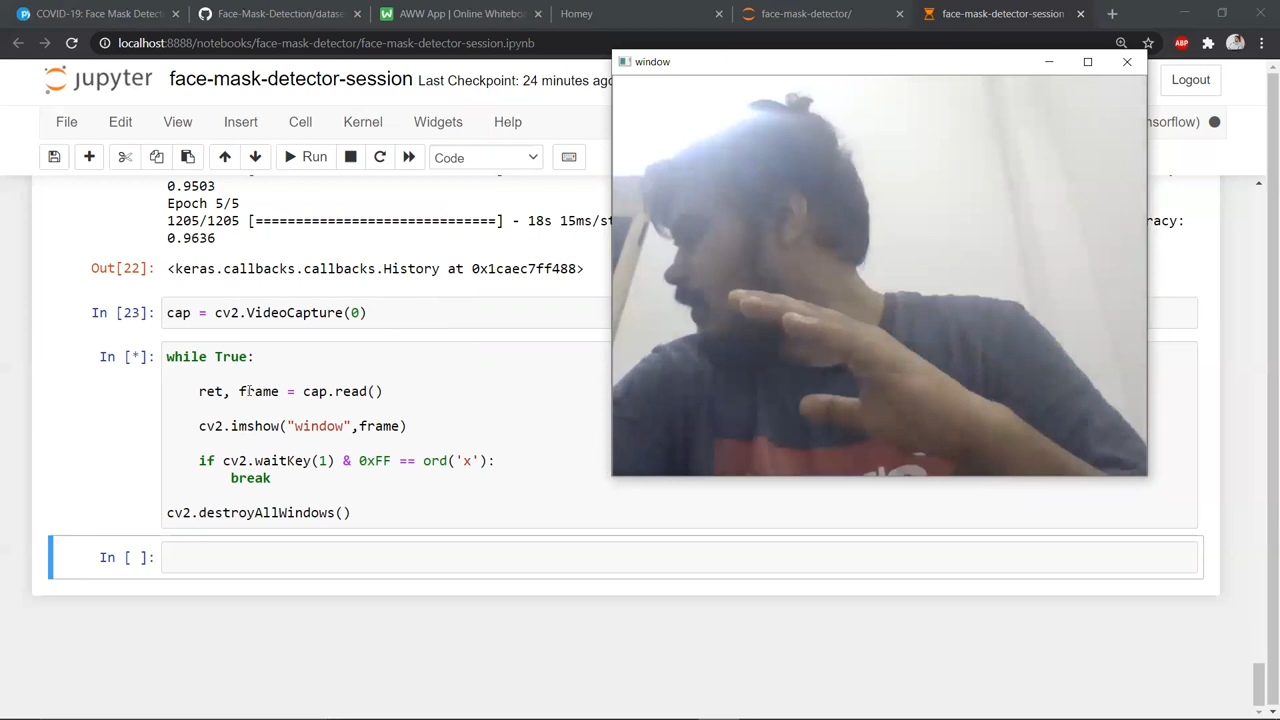 COVID-19: Face Mask Detec
Face-Mask-Detection/datase
AWW App | Online Whiteboa
Homey
face-mask-detector/
face-mask-detector-session
localhost:8888/notebooks/face-mask-detector/face-mask-detector-session.ipynb
ABP
window
jupyter face-mask-detector-session Last Checkpoint: 24 minutes ago
Logout
File Edit View Insert Cell Kernel Widgets Help
nsorflow)
Run
Code
0.9503
Epoch 5/5
1205/1205 [==============================] - 18s 15ms/st
cy:
0.9636
Out[22]: <keras.callbacks.callbacks.History at 0x1caec7ff488>
In [23]: cap = cv2.VideoCapture(0)
In [*]: while True:
ret, frame = cap.read()
cv2.imshow("window",frame)
if cv2.waitKey(1) & 0xFF == ord('x'):
break
cv2.destroyAllWindows()
In [ ]: